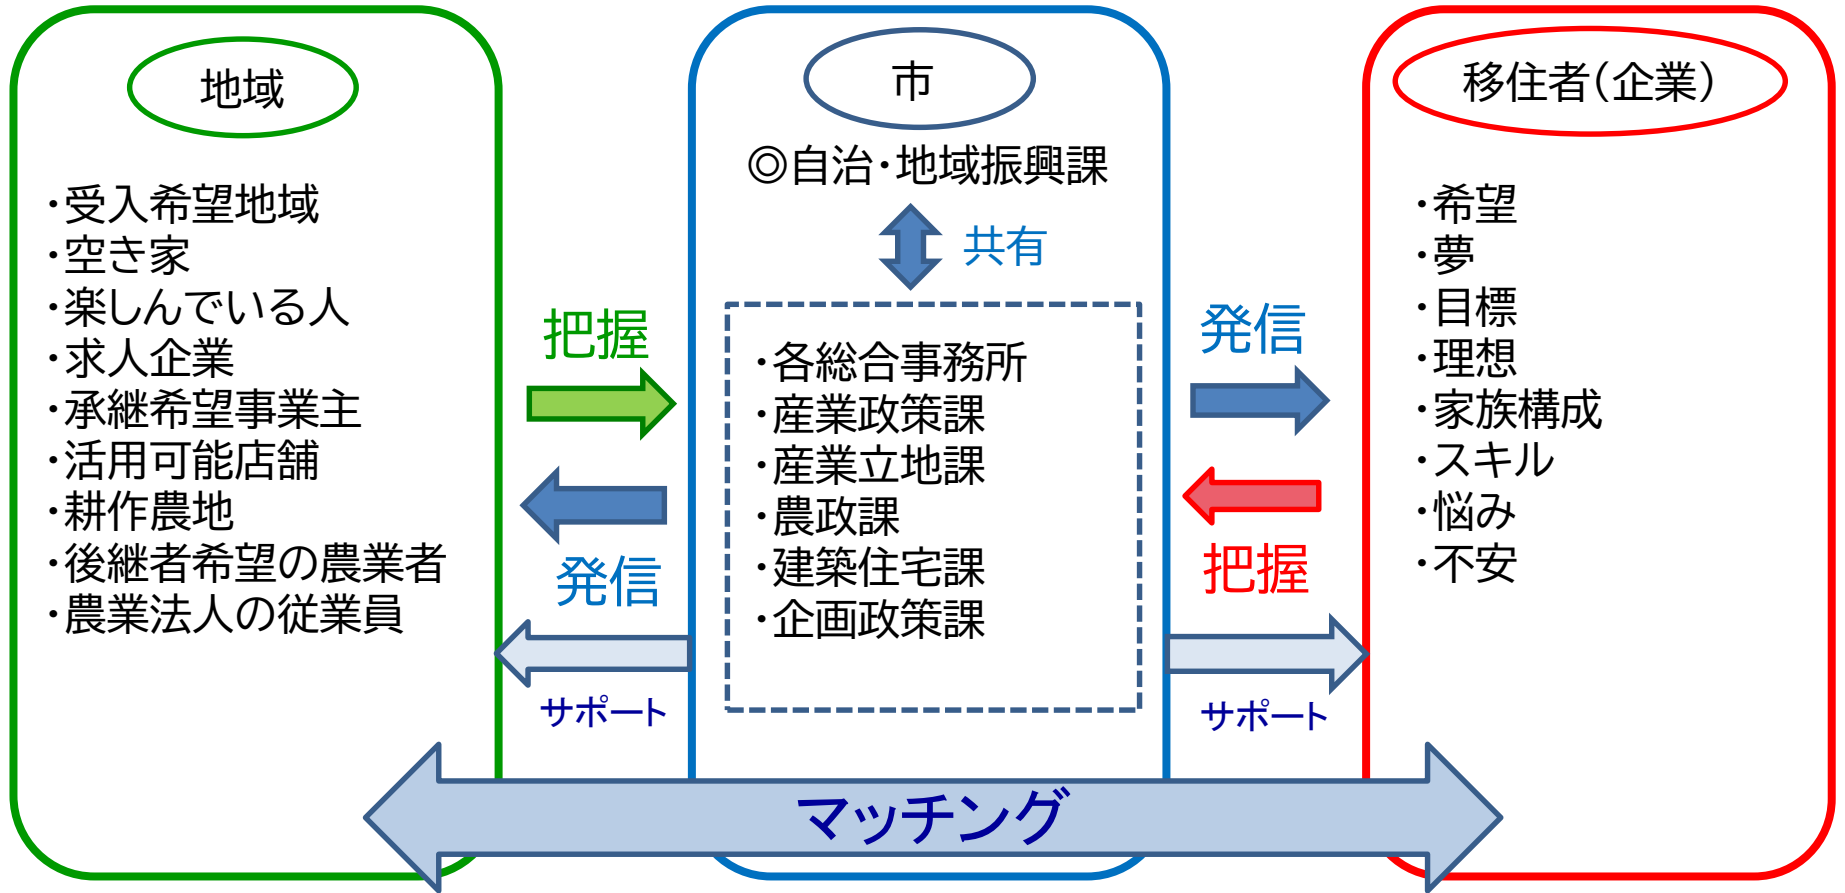 地域
・受入希望地域
・空き家
・楽しんでいる人
・求人企業
・承継希望事業主
・活用可能店舗
・耕作農地
・後継者希望の農業者
・農業法人の従業員
把握
発信
サポート
市
◎自治・地域振興課
共有
・各総合事務所
・産業政策課
・産業立地課
・農政課
・建築住宅課
・企画政策課
発信
把握
サポート
移住者（企業）
・希望
・夢
・目標
・理想
・家族構成
・スキル
・悩み
・不安
マッチング